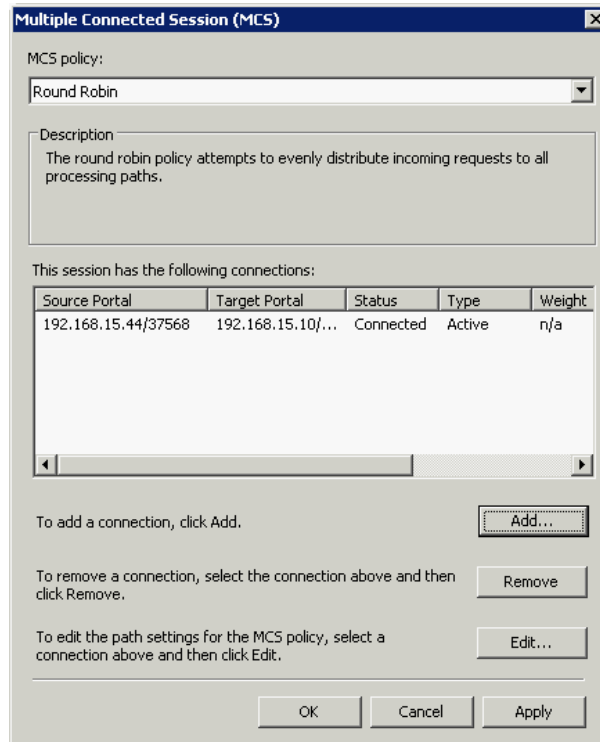 Multiple Connected Session (MCS)
MCS policy:
Round Robin
Description
The round robin policy attempts to evenly distribute incoming requests to all
processing paths.
This session has the following connections:
Source Portal Target Portal Status Type Weight
192.168.15.44/37568 192.168.15.10/... Connected Active n/a
To add a connection, click Add.
Add...
To remove a connection, select the connection above and then
click Remove.
Remove
To edit the path settings for the MCS policy, select a
connection above and then click Edit.
Edit...
OK Cancel Apply